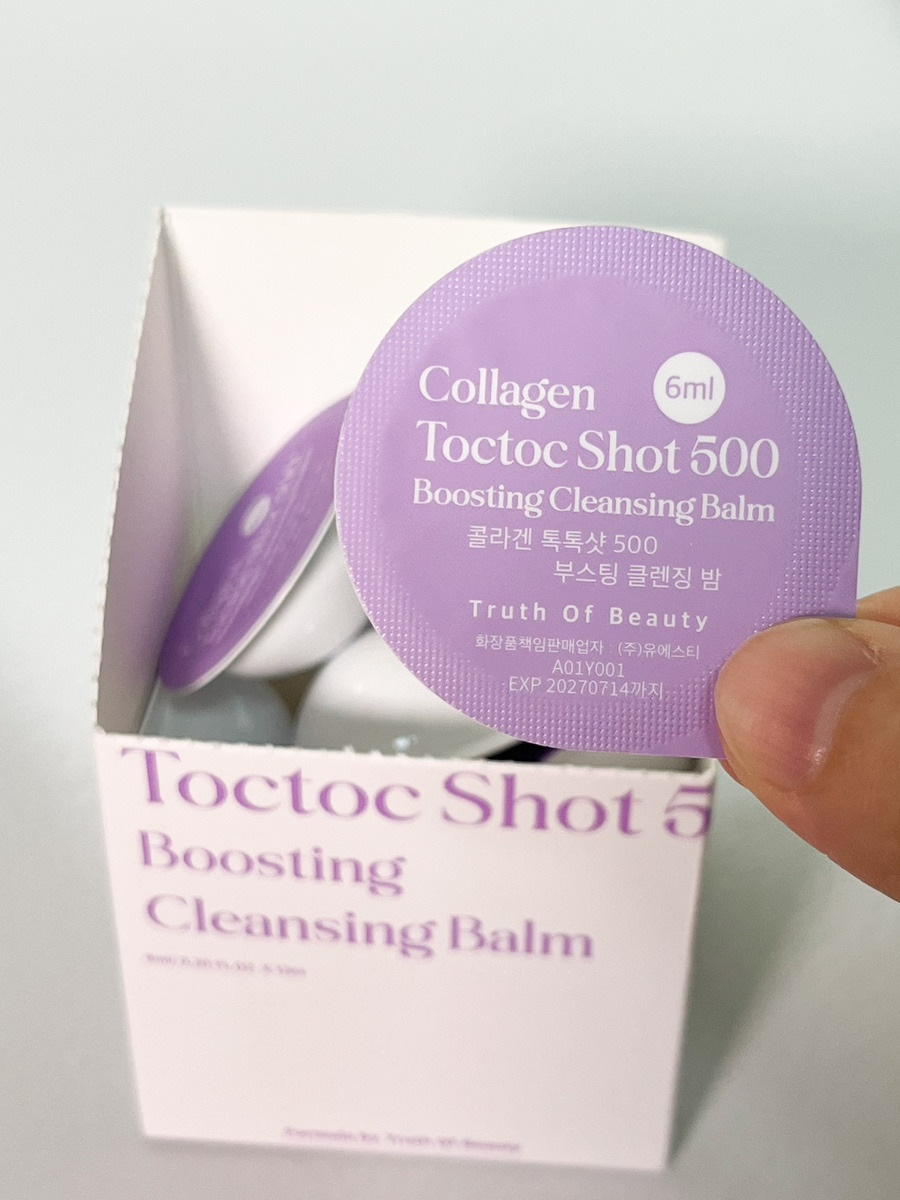 Collagen
6ml
Toctoc Shot 500
Boosting Cleansing Balm
콜라겐 톡톡샷 500
부스팅 클렌징 밤
Truth Of Beauty
화장품책임판매업자 : (주)유에스티
A01Y001
EXP 20270714까지
Toctoc Shot 5
Boosting
Cleansing Balm
Truth Of Beauty